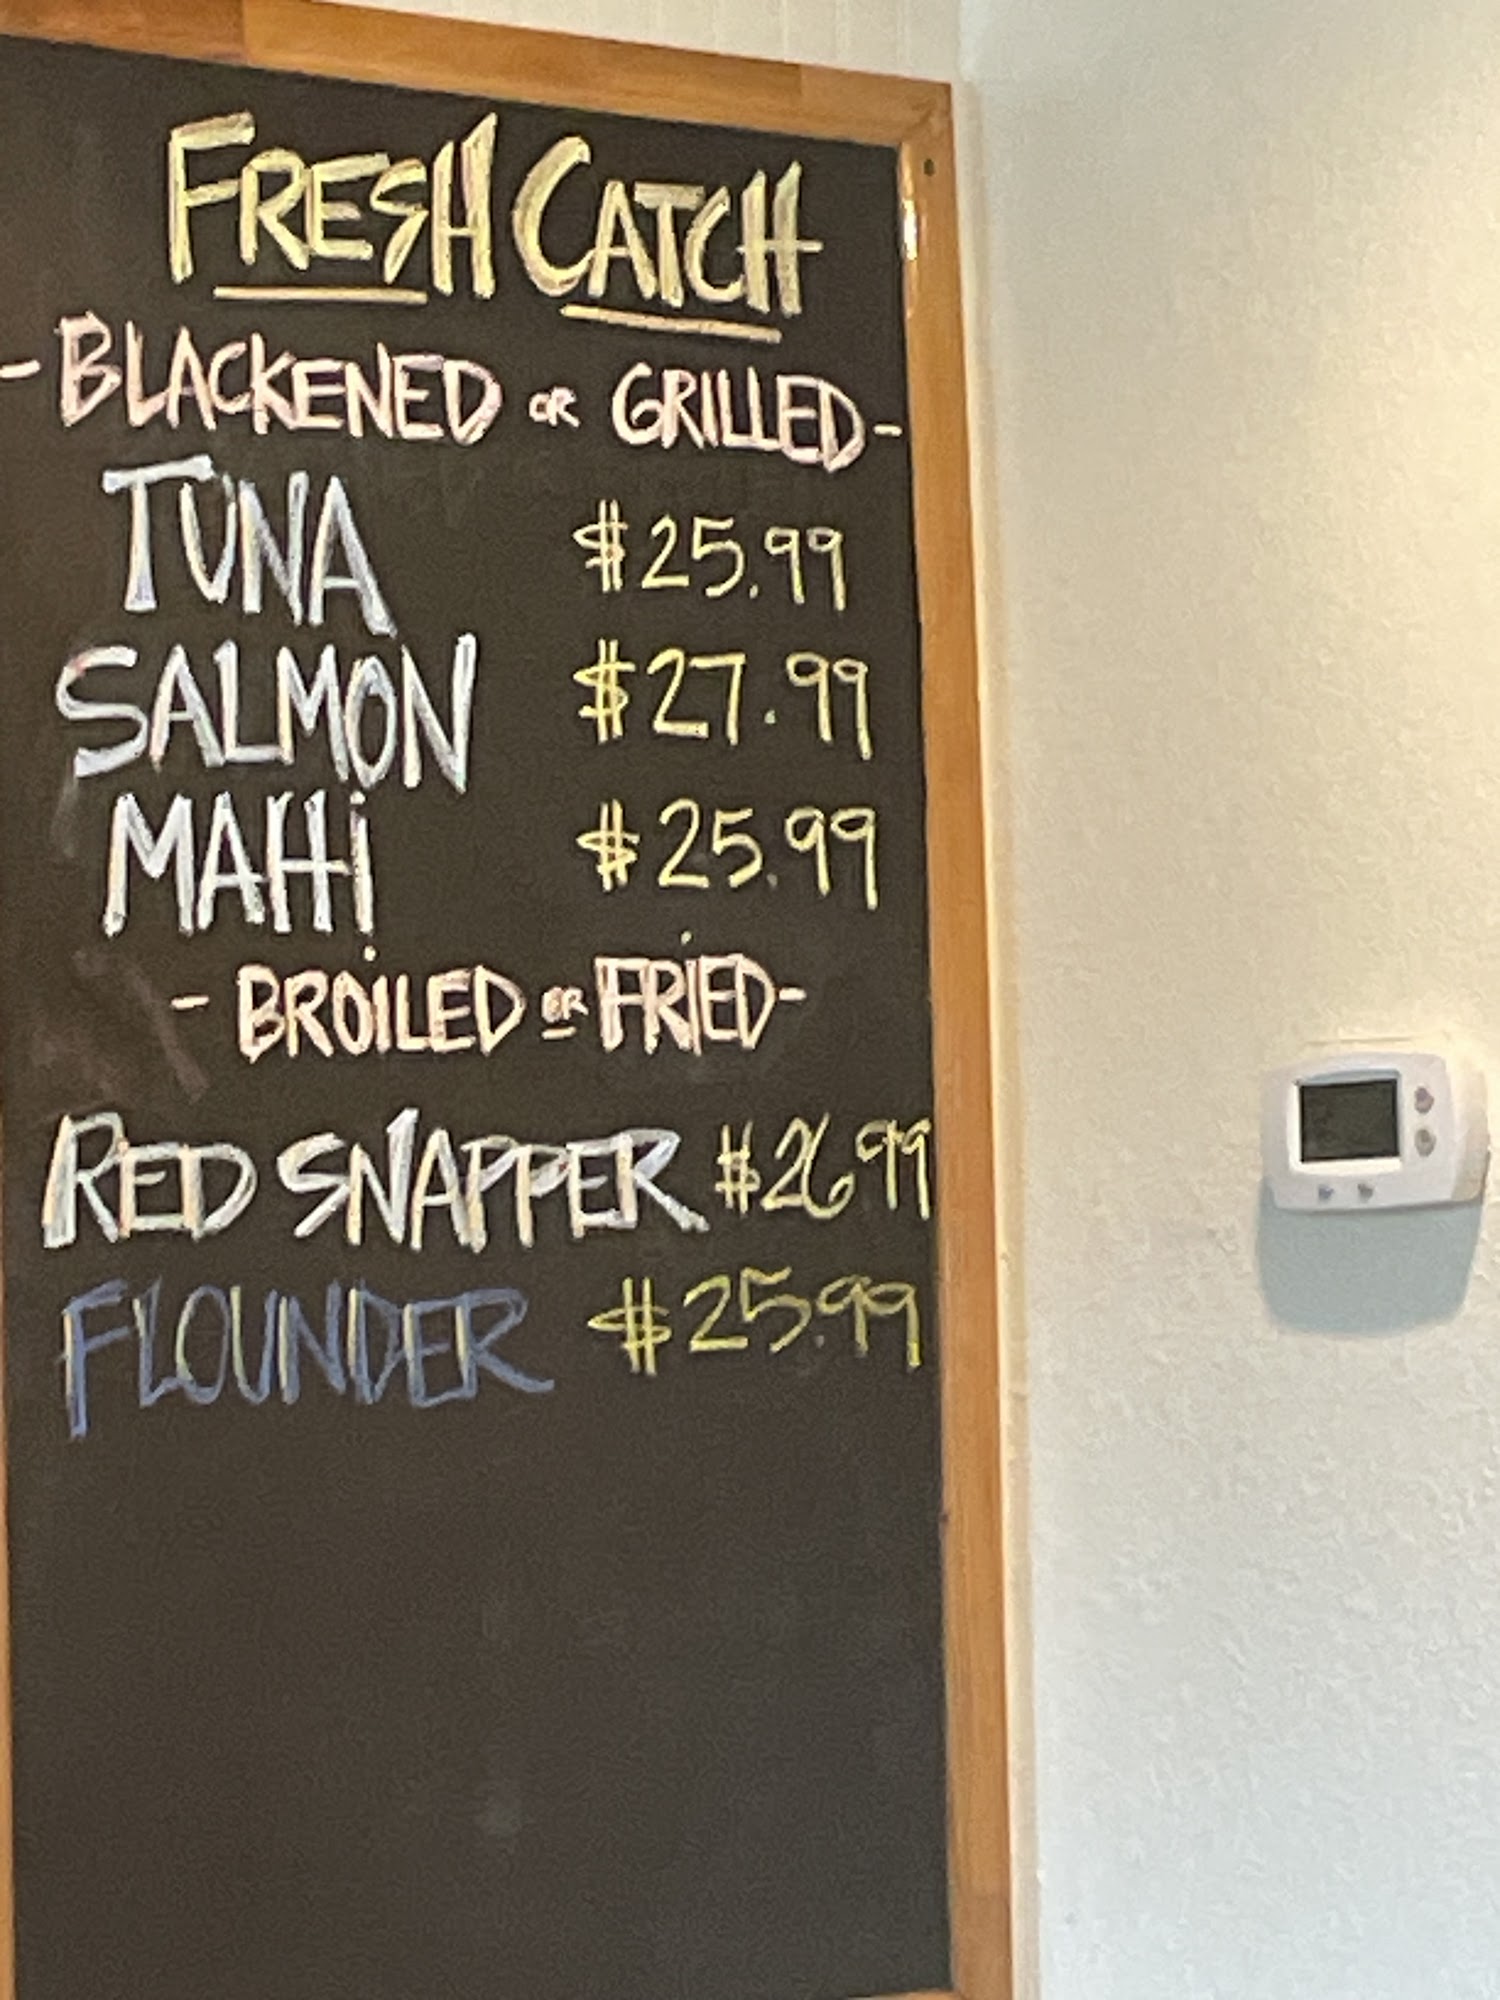 FRESH CATCH
- BLACKENED OR GRILLED -
TUNA $25.99
SALMON $27.99
MAHI $25.99
- BROILED OR FRIED -
RED SNAPPER $26.99
FLOUNDER $25.99